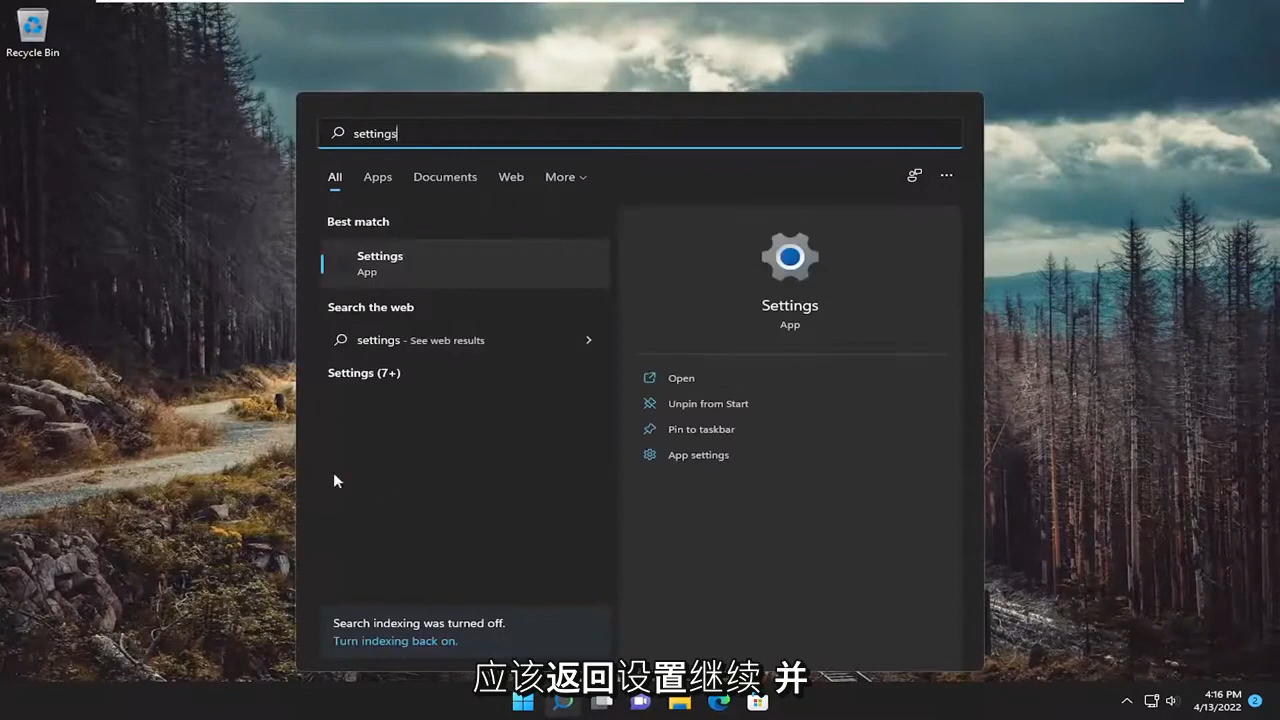 Recycle Bin
settings
All Apps Documents Web More
Best match
Settings
App
Search the web
settings - See web results
Settings (7+)
Settings
App
Open
Unpin from Start
Pin to taskbar
App settings
Search indexing was turned off.
Turn indexing back on.
应该返回设置继续 并
4:16 PM
4/13/2022
2